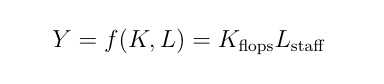 Y = f(K, L) = K_flops L_staff